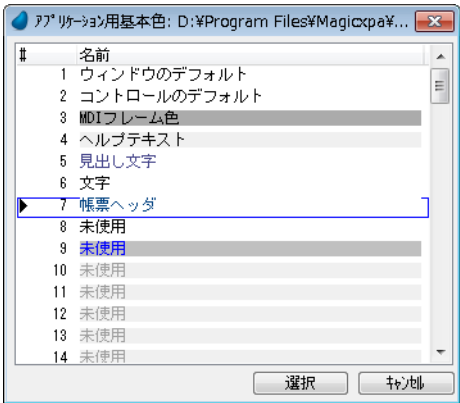 ｱﾌﾟﾘｹｰｼｮﾝ用基本色: D:¥Program Files¥Magicxpa¥...
# 名前
1 ウィンドウのデフォルト
2 コントロールのデフォルト
3 MDIフレーム色
4 ヘルプテキスト
5 見出し文字
6 文字
7 帳票ヘッダ
8 未使用
9 未使用
10 未使用
11 未使用
12 未使用
13 未使用
14 未使用
選択 ｷｬﾝｾﾙ